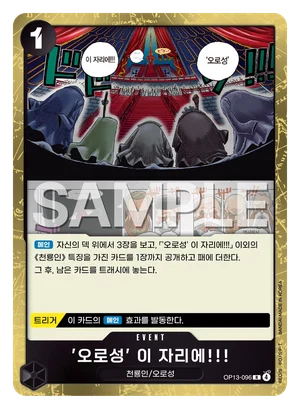 1
이 자리에!!!
'오로성'
SAMPLE
메인 자신의 덱 위에서 3장을 보고, 「'오로성' 이 자리에!!!」 이외의
《천룡인》 특징을 가진 카드를 1장까지 공개하고 패에 더한다.
그 후, 남은 카드를 트래시에 놓는다.
트리거 이 카드의 메인 효과를 발동한다.
EVENT
'오로성' 이 자리에!!!
천룡인/오로성
OP13-096 R 4